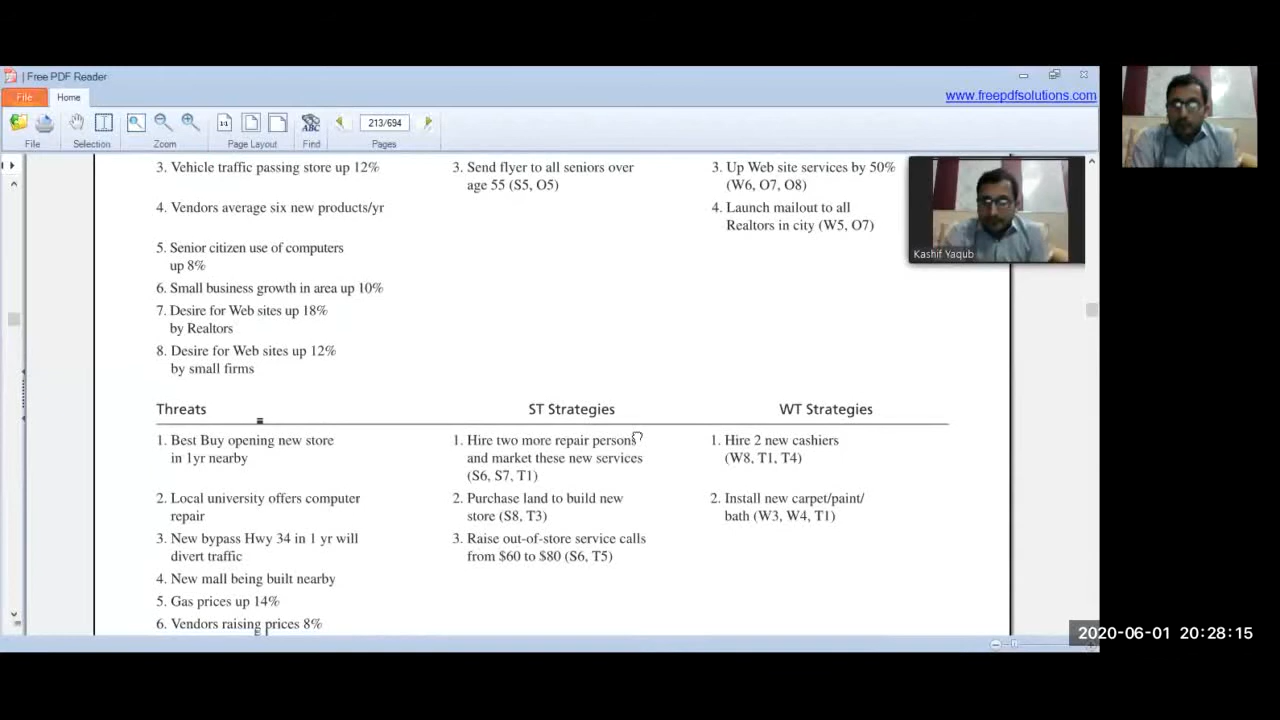 Free PDF Reader
www.freepdfsolutions.com
File
Home
213/694
File
Selection
Zoom
Page Layout
Find
Pages
3. Vehicle traffic passing store up 12%
4. Vendors average six new products/yr
5. Senior citizen use of computers
up 8%
6. Small business growth in area up 10%
7. Desire for Web sites up 18%
by Realtors
8. Desire for Web sites up 12%
by small firms
3. Send flyer to all seniors over
age 55 (S5, O5)
3. Up Web site services by 50%
(W6, O7, O8)
4. Launch mailout to all
Realtors in city (W5, O7)
Kashif Yaqub
Threats
1. Best Buy opening new store
in 1yr nearby
2. Local university offers computer
repair
3. New bypass Hwy 34 in 1 yr will
divert traffic
4. New mall being built nearby
5. Gas prices up 14%
6. Vendors raising prices 8%
ST Strategies
1. Hire two more repair persons
and market these new services
(S6, S7, T1)
2. Purchase land to build new
store (S8, T3)
3. Raise out-of-store service calls
from $60 to $80 (S6, T5)
WT Strategies
1. Hire 2 new cashiers
(W8, T1, T4)
2. Install new carpet/paint/
bath (W3, W4, T1)
2020-06-01 20:28:15